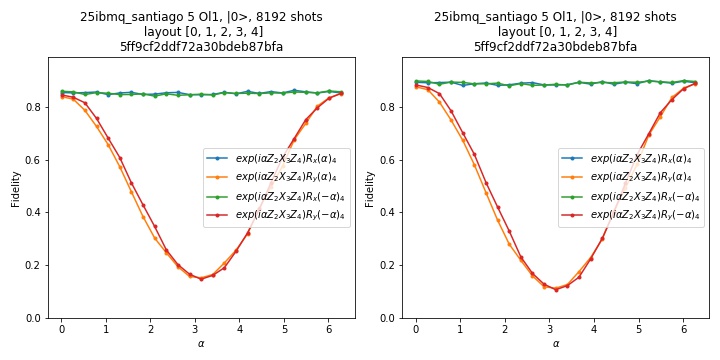 25ibmq_santiago 5 Ol1, |0>, 8192 shots
layout [0, 1, 2, 3, 4]
5ff9cf2ddf72a30bdeb87bfa
Fidelity
0.8
0.6
0.4
0.2
0.0
exp(iαZ₂X₃Z₄)Rₓ(α)₄
exp(iαZ₂X₃Z₄)Rᵧ(α)₄
exp(iαZ₂X₃Z₄)Rₓ(−α)₄
exp(iαZ₂X₃Z₄)Rᵧ(−α)₄
0 1 2 3 4 5 6
α
25ibmq_santiago 5 Ol1, |0>, 8192 shots
layout [0, 1, 2, 3, 4]
5ff9cf2ddf72a30bdeb87bfa
Fidelity
0.8
0.6
0.4
0.2
0.0
exp(iαZ₂X₃Z₄)Rₓ(α)₄
exp(iαZ₂X₃Z₄)Rᵧ(α)₄
exp(iαZ₂X₃Z₄)Rₓ(−α)₄
exp(iαZ₂X₃Z₄)Rᵧ(−α)₄
0 1 2 3 4 5 6
α